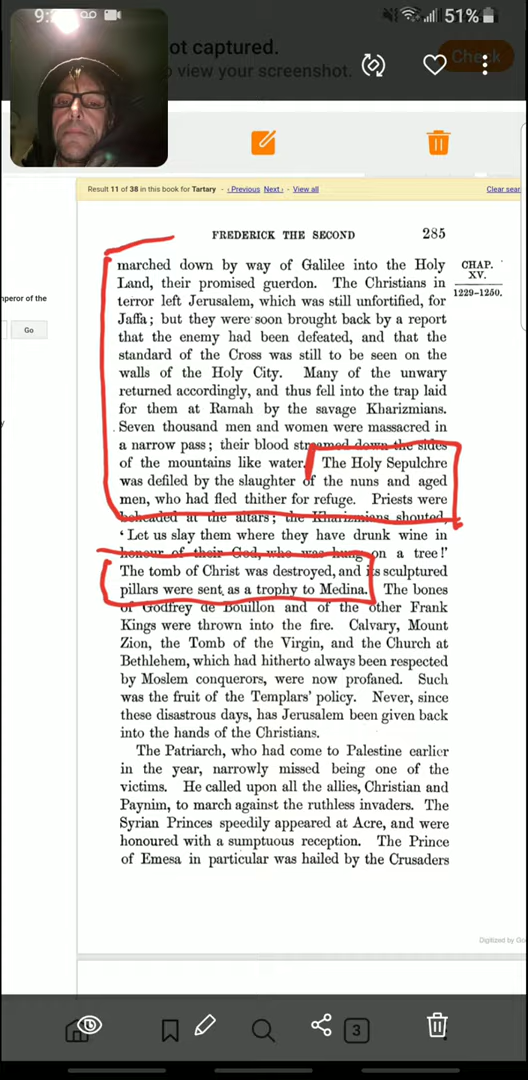 51%
ot captured.
Check
to view your screenshot.
Result 11 of 38 in this book for Tartary - ‹ Previous Next › - View all
Clear sear
FREDERICK THE SECOND 285
CHAP.
XV.
1229-1250.
mperor of the
Go
marched down by way of Galilee into the Holy
Land, their promised guerdon. The Christians in
terror left Jerusalem, which was still unfortified, for
Jaffa; but they were soon brought back by a report
that the enemy had been defeated, and that the
standard of the Cross was still to be seen on the
walls of the Holy City. Many of the unwary
returned accordingly, and thus fell into the trap laid
for them at Ramah by the savage Kharizmians.
Seven thousand men and women were massacred in
a narrow pass; their blood streamed down the sides
of the mountains like water. The Holy Sepulchre
was defiled by the slaughter of the nuns and aged
men, who had fled thither for refuge. Priests were
beheaded at the altars; the Kharizmians shouted,
'Let us slay them where they have drunk wine in
honour of their God, who was hung on a tree!'
The tomb of Christ was destroyed, and its sculptured
pillars were sent as a trophy to Medina. The bones
of Godfrey de Bouillon and of the other Frank
Kings were thrown into the fire. Calvary, Mount
Zion, the Tomb of the Virgin, and the Church at
Bethlehem, which had hitherto always been respected
by Moslem conquerors, were now profaned. Such
was the fruit of the Templars' policy. Never, since
these disastrous days, has Jerusalem been given back
into the hands of the Christians.
The Patriarch, who had come to Palestine earlier
in the year, narrowly missed being one of the
victims. He called upon all the allies, Christian and
Paynim, to march against the ruthless invaders. The
Syrian Princes speedily appeared at Acre, and were
honoured with a sumptuous reception. The Prince
of Emesa in particular was hailed by the Crusaders
Digitized by Go
3